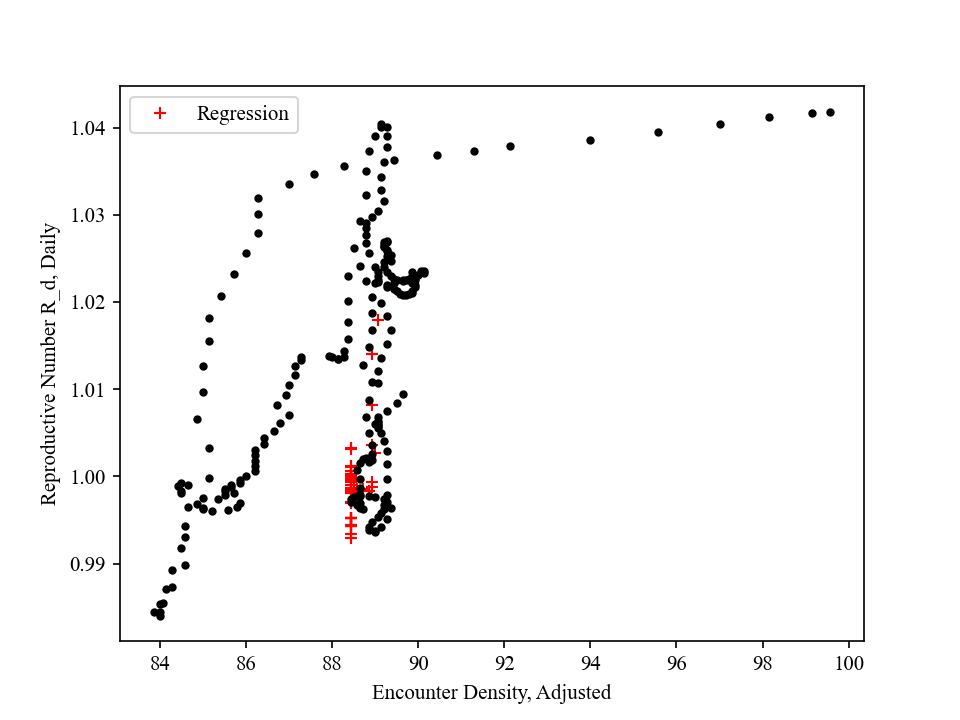 Regression
1.04
1.03
1.02
1.01
1.00
0.99
Reproductive Number R_d, Daily
84 86 88 90 92 94 96 98 100
Encounter Density, Adjusted